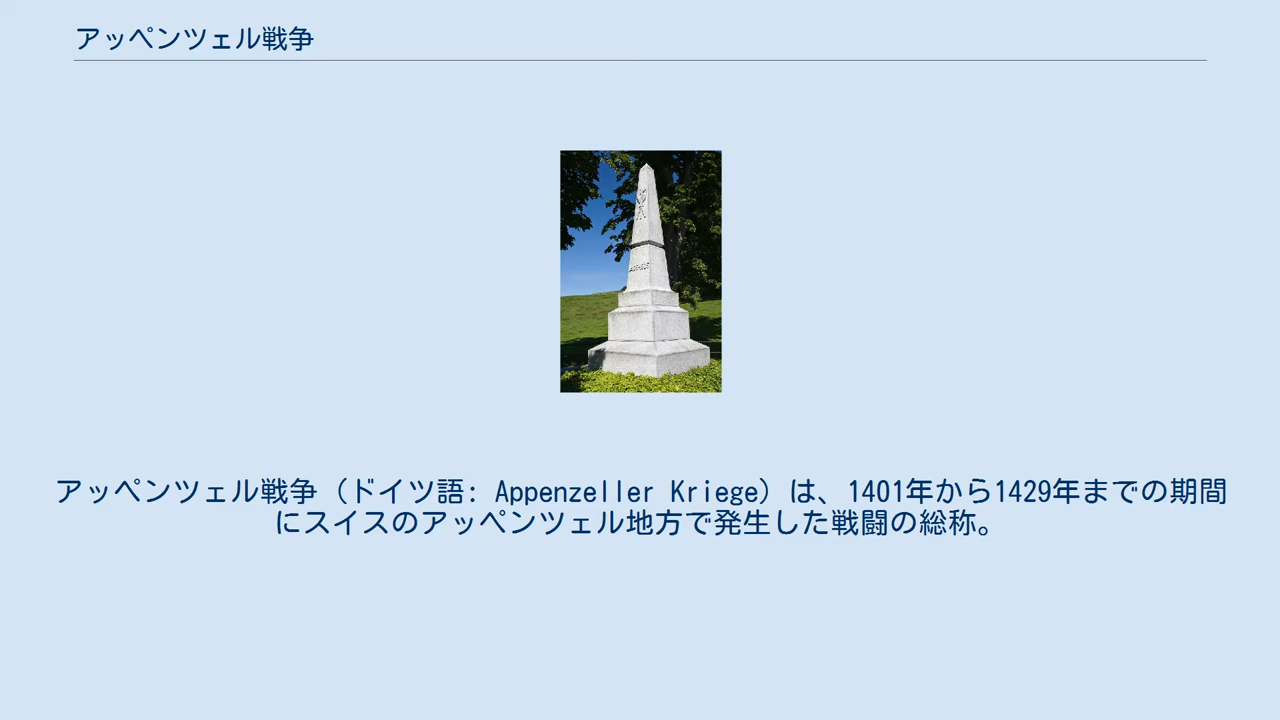 アッペンツェル戦争
アッペンツェル戦争（ドイツ語: Appenzeller Kriege）は、1401年から1429年までの期間
にスイスのアッペンツェル地方で発生した戦闘の総称。